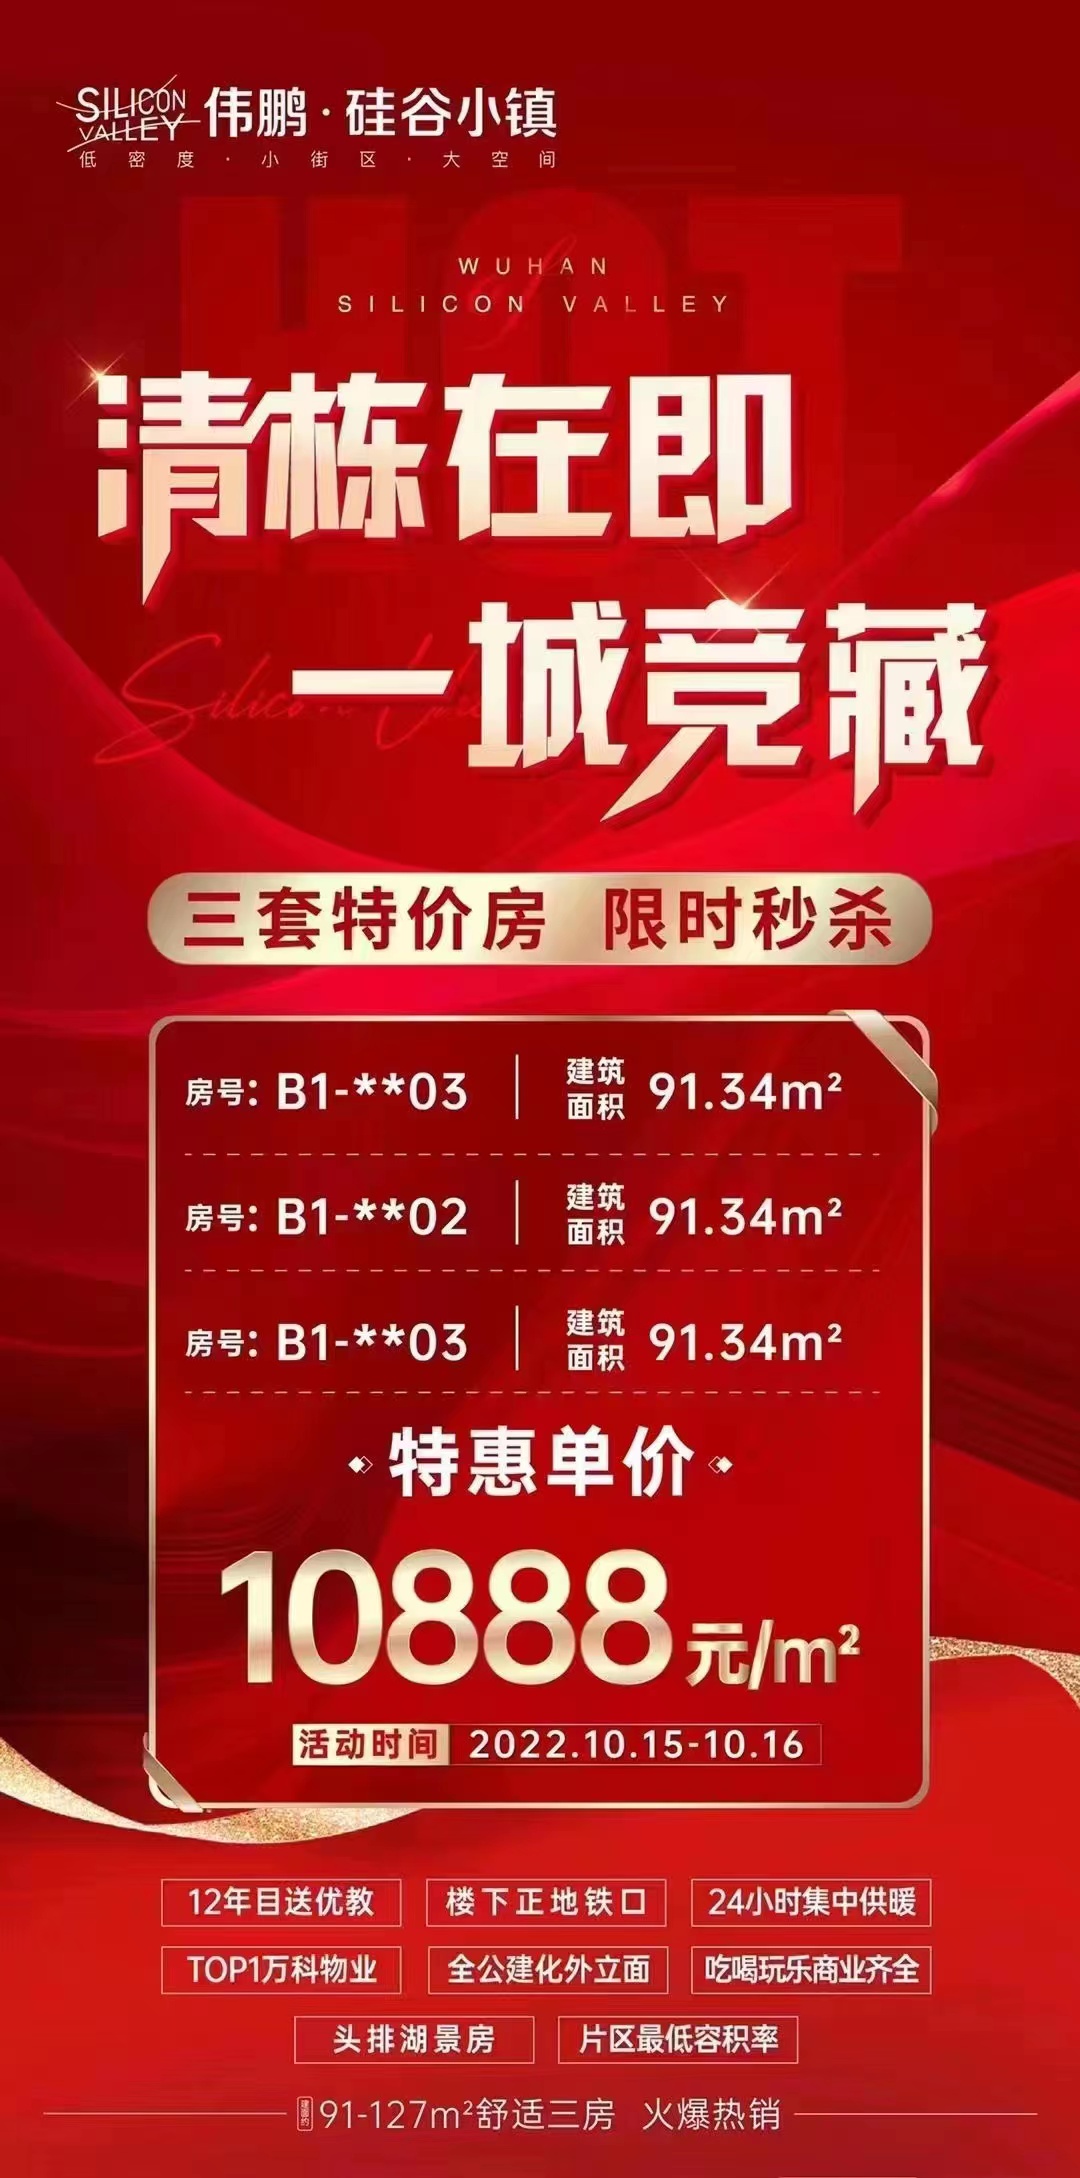 SILICON VALLEY 伟鹏·硅谷小镇
低密度·小街区·大空间
HOT
WUHAN
SILICON VALLEY
清栋在即
一城竞藏
三套特价房 限时秒杀
房号：B1-**03 建筑面积 91.34m²
房号：B1-**02 建筑面积 91.34m²
房号：B1-**03 建筑面积 91.34m²
特惠单价
10888元/m²
活动时间 2022.10.15-10.16
12年目送优教 楼下正地铁口 24小时集中供暖
TOP1万科物业 全公建化外立面 吃喝玩乐商业齐全
头排湖景房 片区最低容积率
建面约 91-127m²舒适三房 火爆热销